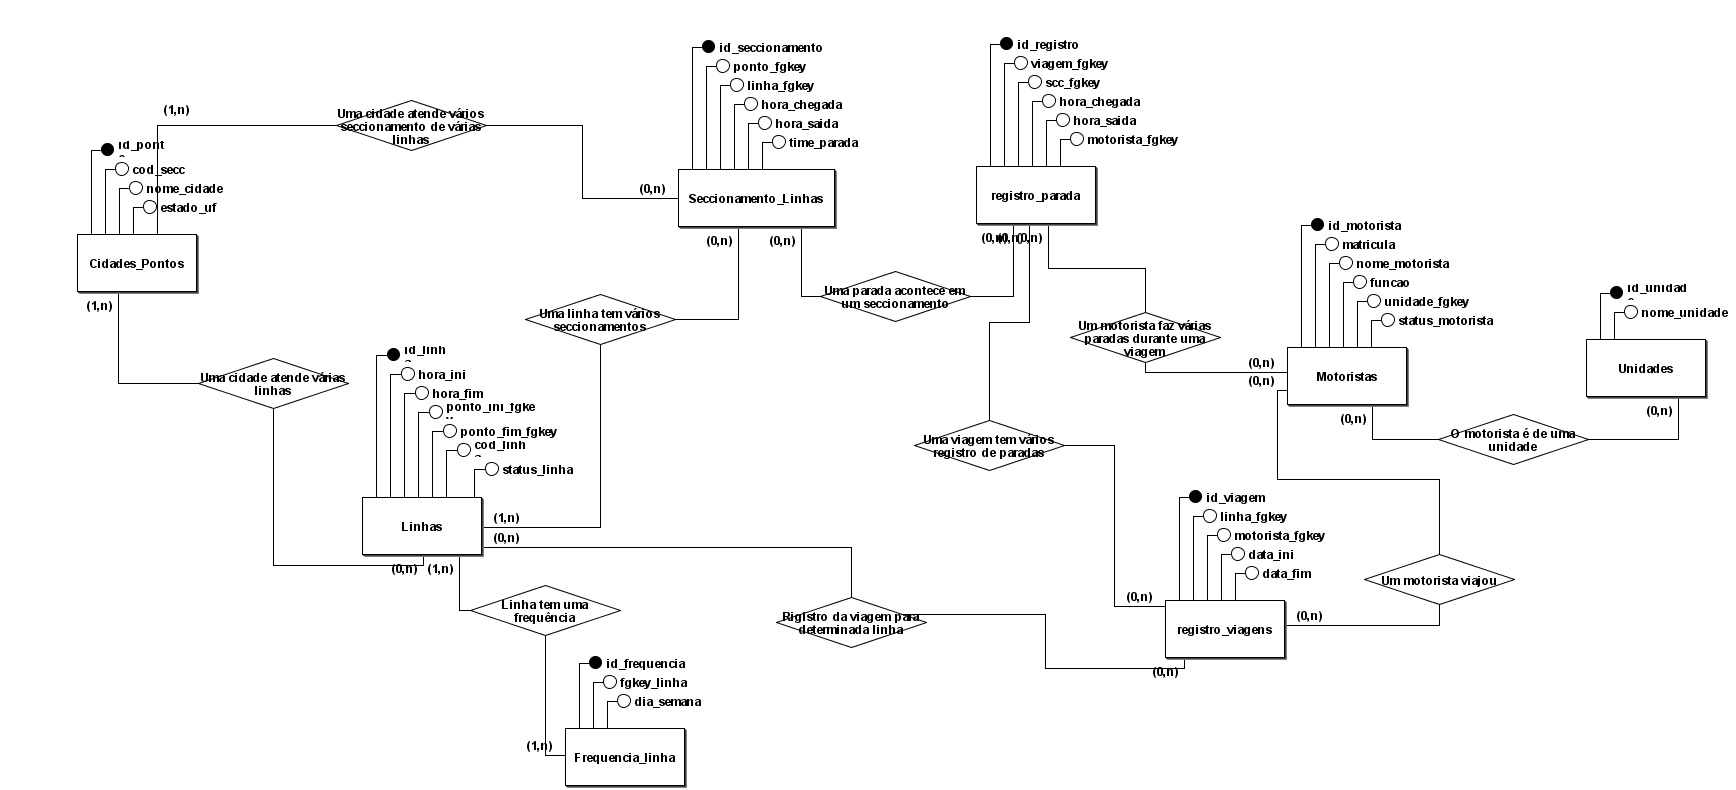 id_seccionamento
ponto_fgkey
linha_fgkey
hora_chegada
hora_saida
time_parada
Seccionamento_Linhas
(0,n)
(0,n)
(0,n)
id_registro
viagem_fgkey
scc_fgkey
hora_chegada
hora_saida
motorista_fgkey
registro_parada
(0,n)
(0,n)
(0,n)
(1,n)
Uma cidade atende vários
seccionamento de várias
linhas
id_pont
cod_secc
nome_cidade
estado_uf
Cidades_Pontos
(1,n)
Uma parada acontece em
um seccionamento
Uma linha tem vários
seccionamentos
Um motorista faz várias
paradas durante uma
viagem
id_motorista
matricula
nome_motorista
funcao
unidade_fgkey
status_motorista
Motoristas
(0,n)
(0,n)
(0,n)
id_unidad
nome_unidade
Unidades
(0,n)
O motorista é de uma
unidade
Uma cidade atende várias
linhas
id_linh
hora_ini
hora_fim
ponto_ini_fgke
ponto_fim_fgkey
cod_linh
status_linha
Linhas
(1,n)
(0,n)
(0,n)
(1,n)
Uma viagem tem vários
registro de paradas
id_viagem
linha_fgkey
motorista_fgkey
data_ini
data_fim
registro_viagens
(0,n)
(0,n)
(0,n)
Um motorista viajou
Linha tem uma
frequência
Rigistro da viagem para
determinada linha
id_frequencia
fgkey_linha
dia_semana
Frequencia_linha
(1,n)